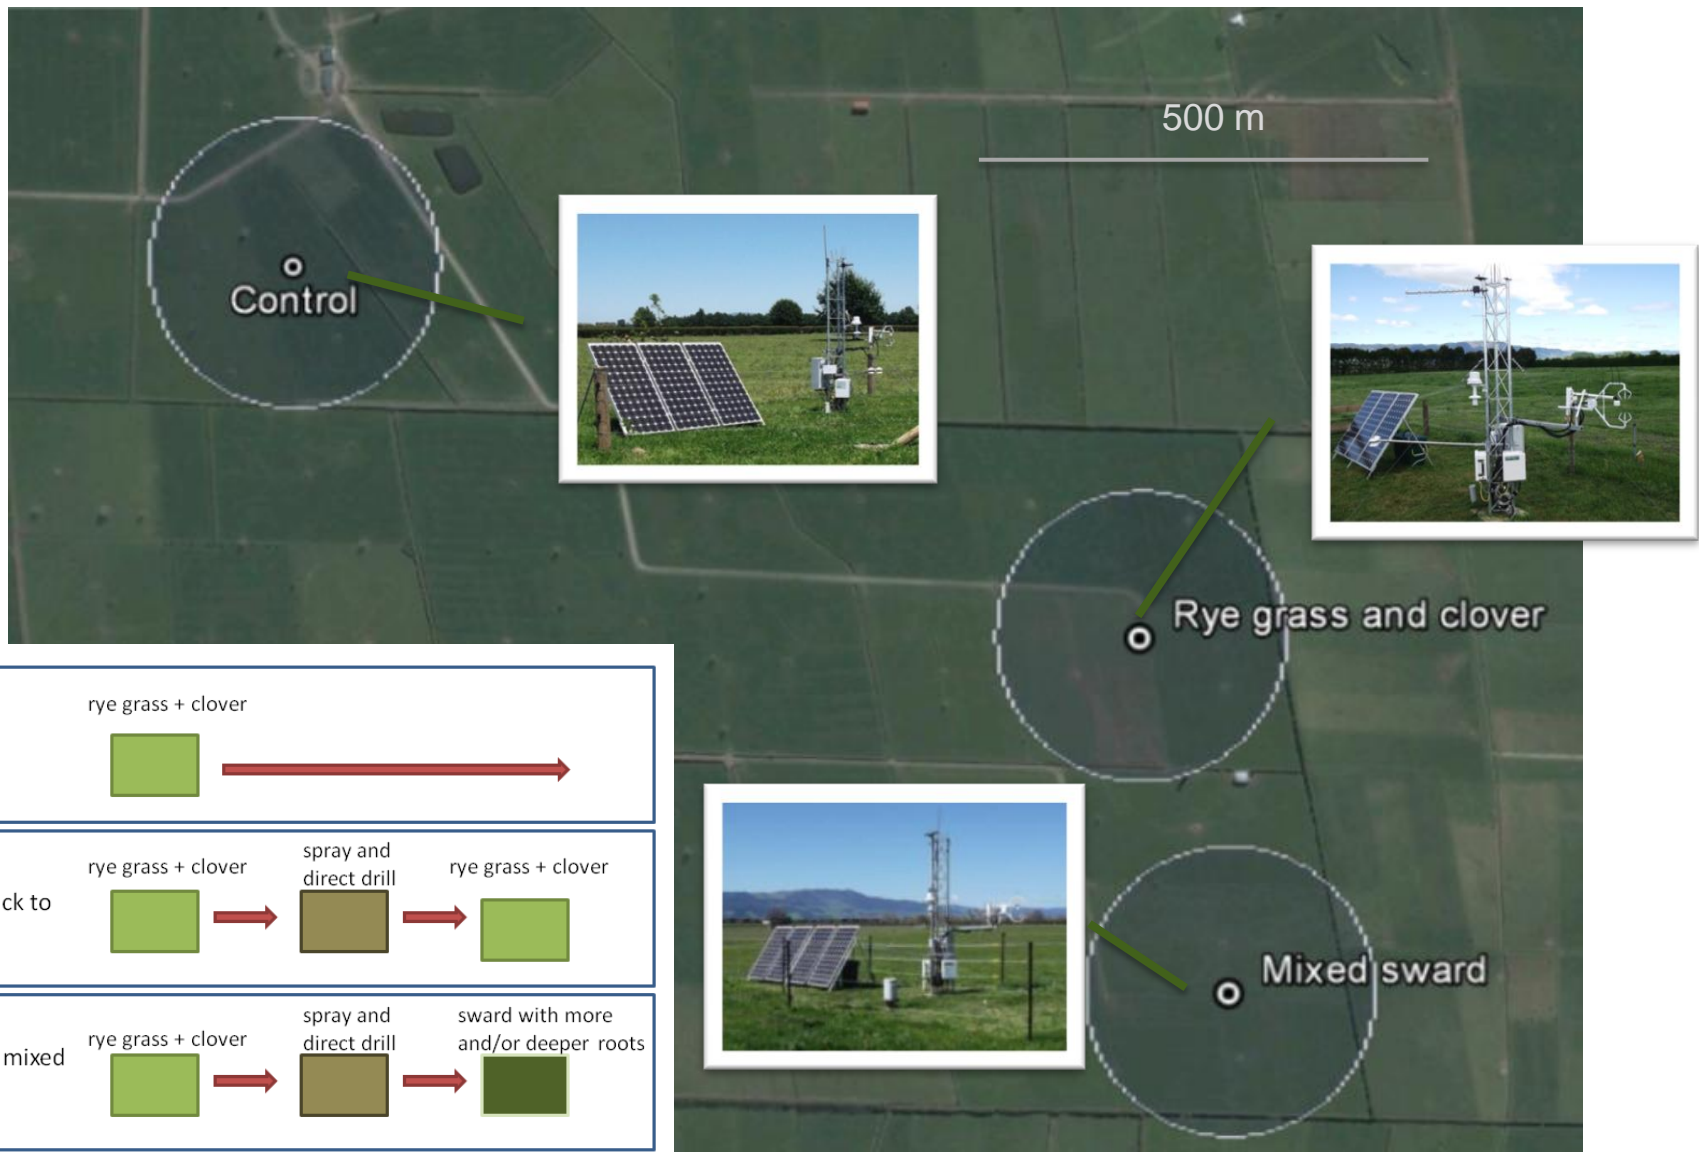 500 m
Control
Rye grass and clover
Mixed sward
rye grass + clover
ck to
rye grass + clover
spray and
direct drill
rye grass + clover
mixed
rye grass + clover
spray and
direct drill
sward with more
and/or deeper roots